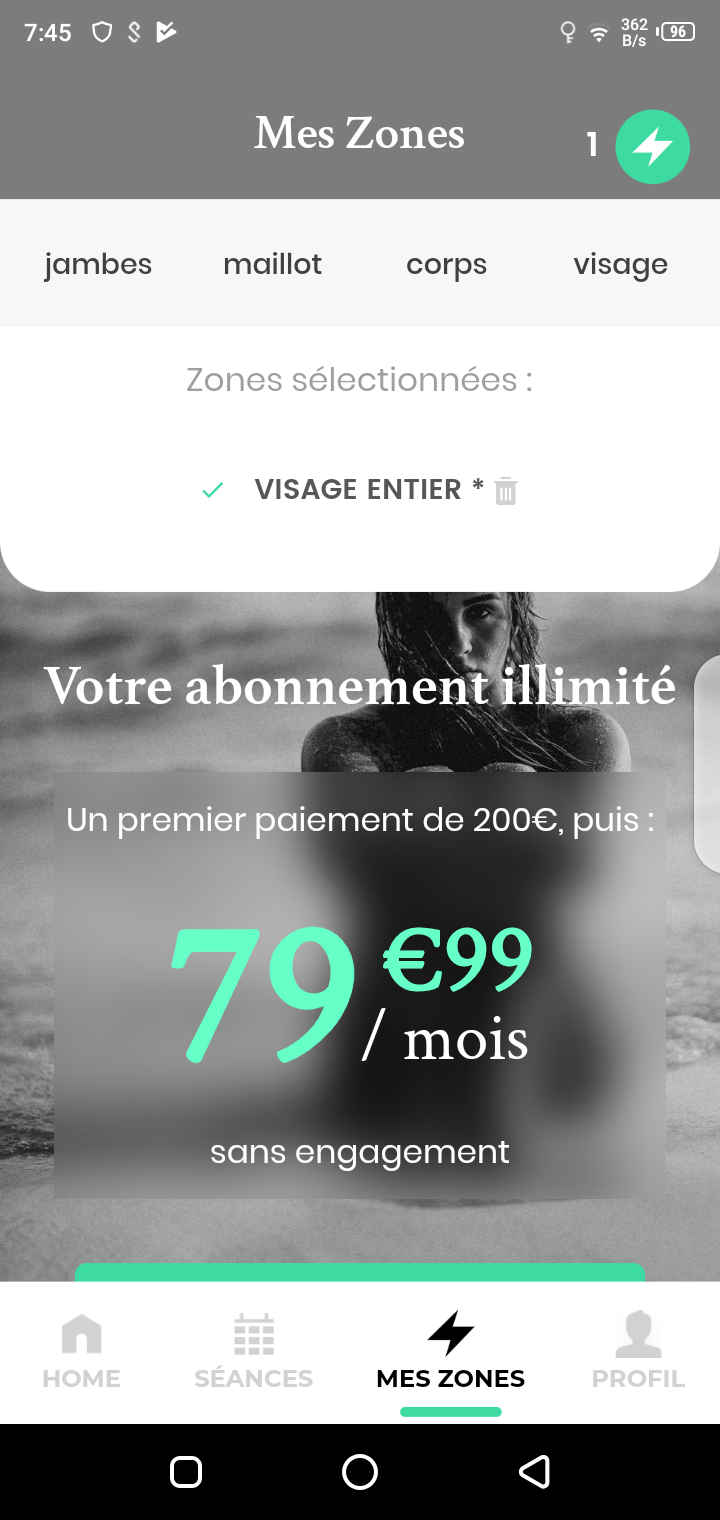 7:45
362
B/s
96
Mes Zones
1
jambes maillot corps visage
Zones sélectionnées :
VISAGE ENTIER *
Votre abonnement illimité
Un premier paiement de 200€, puis :
79 €99
/ mois
sans engagement
HOME SÉANCES MES ZONES PROFIL